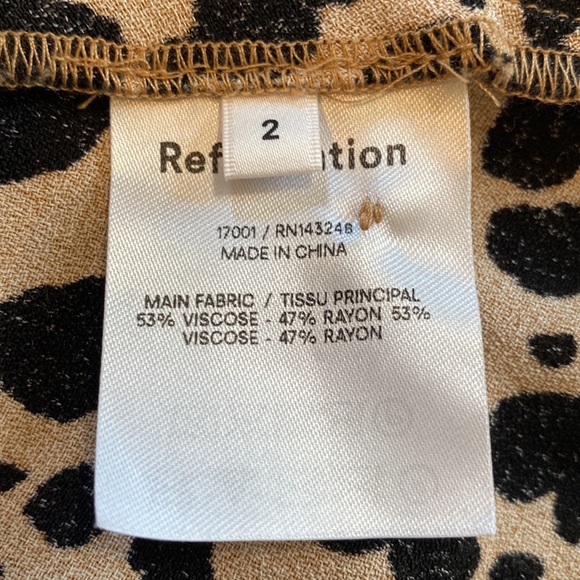 2
Ref tion
17001 / RN143246
MADE IN CHINA
MAIN FABRIC / TISSU PRINCIPAL
53% VISCOSE - 47% RAYON 53%
VISCOSE - 47% RAYON